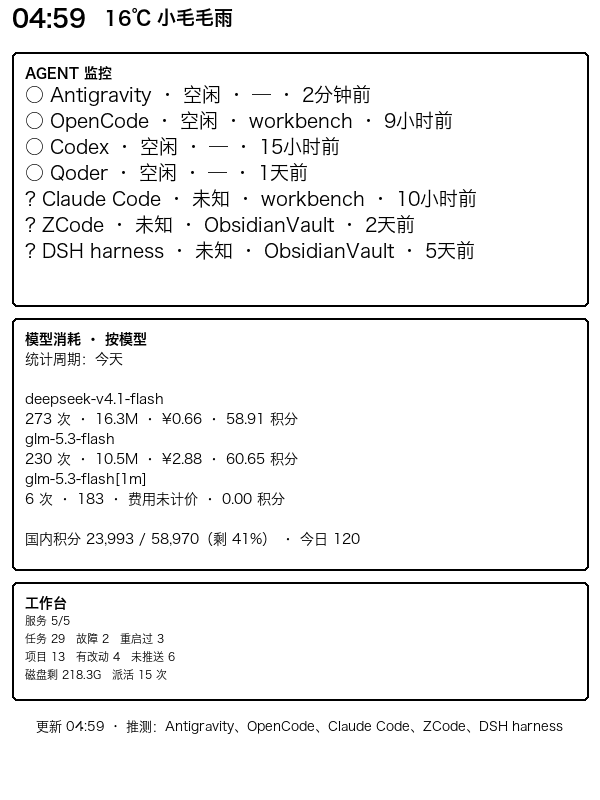 04:59 16℃ 小毛毛雨
AGENT 监控
○ Antigravity · 空闲 · — · 2分钟前
○ OpenCode · 空闲 · workbench · 9小时前
○ Codex · 空闲 · — · 15小时前
○ Qoder · 空闲 · — · 1天前
? Claude Code · 未知 · workbench · 10小时前
? ZCode · 未知 · ObsidianVault · 2天前
? DSH harness · 未知 · ObsidianVault · 5天前
模型消耗 · 按模型
统计周期: 今天
deepseek-v4.1-flash
273 次 · 16.3M · ¥0.66 · 58.91 积分
glm-5.3-flash
230 次 · 10.5M · ¥2.88 · 60.65 积分
glm-5.3-flash[1m]
6 次 · 183 · 费用未计价 · 0.00 积分
国内积分 23,993 / 58,970（剩 41%） · 今日 120
工作台
服务 5/5
任务 29 故障 2 重启过 3
项目 13 有改动 4 未推送 6
磁盘剩 218.3G 派活 15 次
更新 04:59 · 推测: Antigravity、OpenCode、Claude Code、ZCode、DSH harness